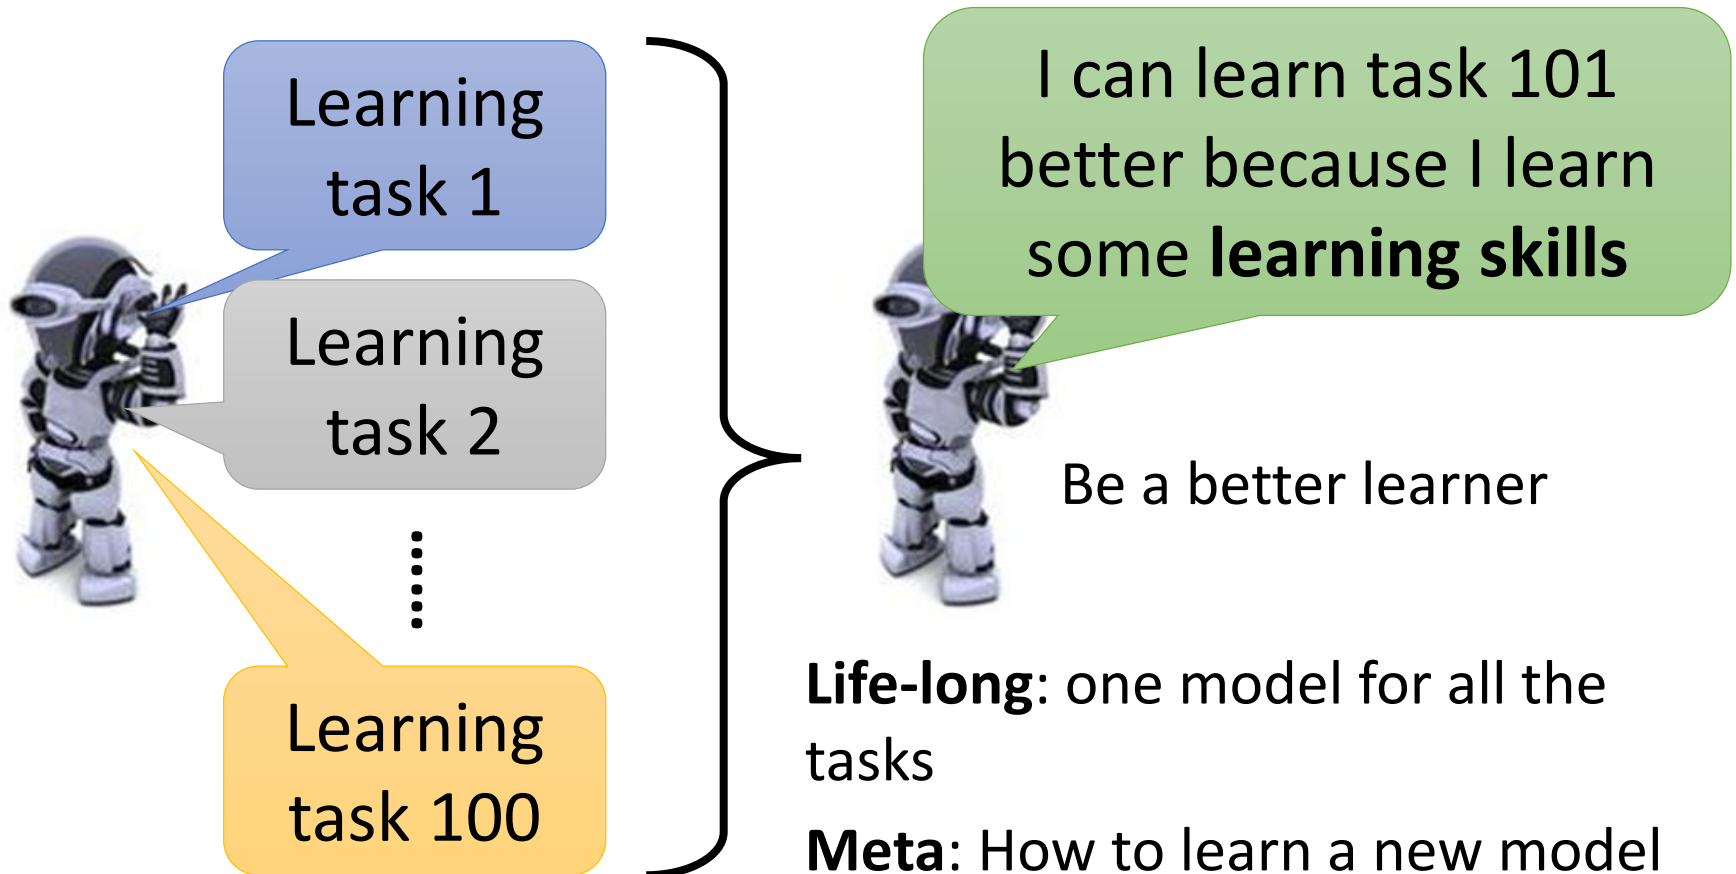 Learning
task 1
Learning
task 2
......
Learning
task 100
I can learn task 101
better because I learn
some learning skills
Be a better learner
Life-long: one model for all the
tasks
Meta: How to learn a new model